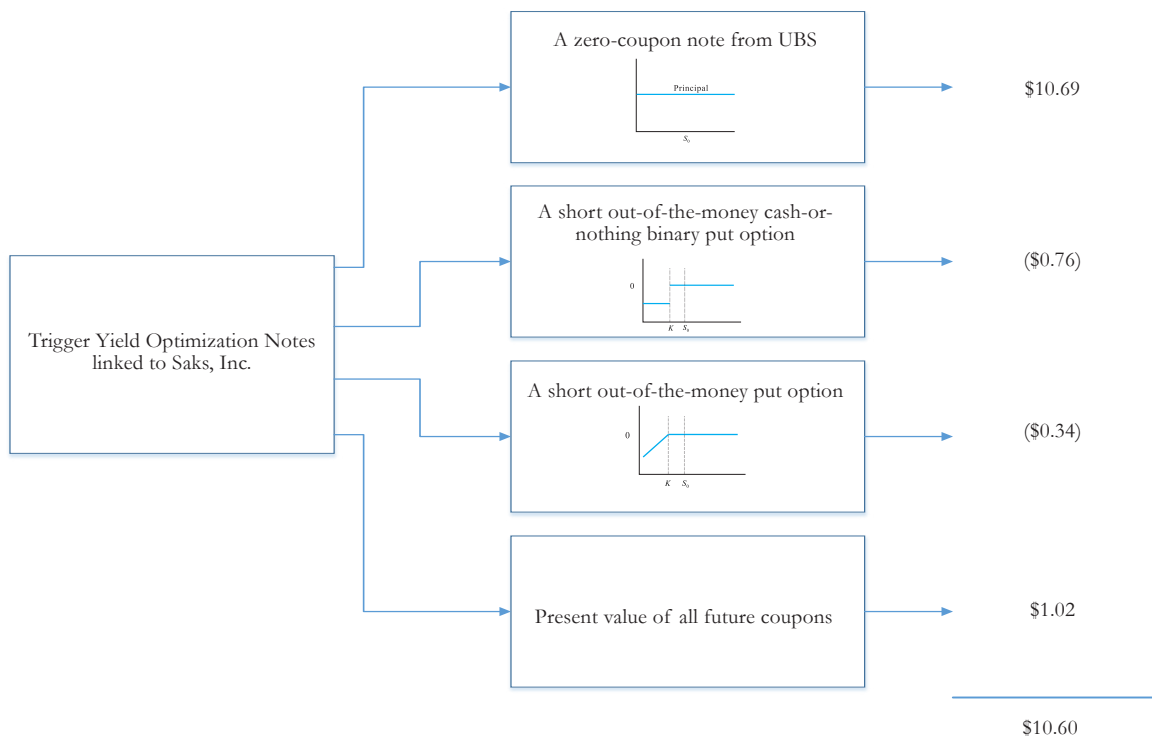 A zero-coupon note from UBS
Principal
S0
$10.69
A short out-of-the-money cash-or-
nothing binary put option
0
K S0
($0.76)
Trigger Yield Optimization Notes
linked to Saks, Inc.
A short out-of-the-money put option
0
K S0
($0.34)
Present value of all future coupons
$1.02
$10.60